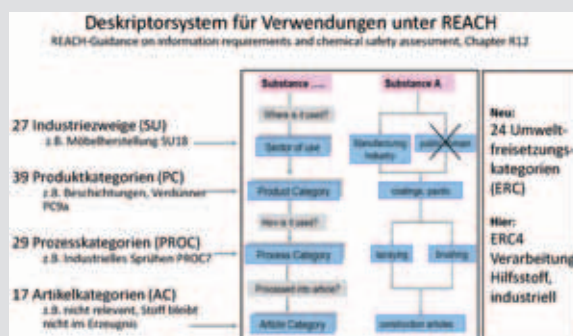 Deskriptorsystem für Verwendungen unter REACH
REACH-Guidance on information requirements and chemical safety assessment, Chapter R12
27 Industriezweige (SU)
z.B. Möbelherstellung SU18
39 Produktkategorien (PC)
z.B. Beschichtungen, Verdünner
PC9a
29 Prozesskategorien (PROC)
z.B. Industrielles Sprühen PROC7
17 Artikelkategorien (AC)
z.B. nicht relevant, Stoff bleibt
nicht im Erzeugnis
Substance .....
Where is it used?
Sector of use
Product Category
How is it used?
Process Category
Processed into article?
Article Category
Substance A
Manufacturing
Industry
coatings, paints
spraying
brushing
construction articles
Neu:
24 Umwelt-
freisetzungs-
kategorien
(ERC)
Hier:
ERC4
Verarbeitung
Hilfsstoff,
industriell